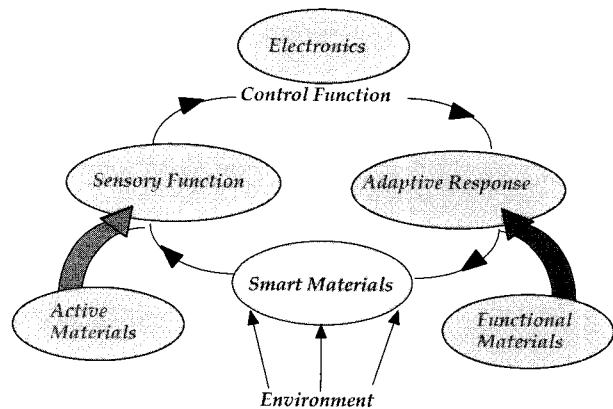 Electronics
Control Function
Sensory Function
Adaptive Response
Smart Materials
Active
Materials
Functional
Materials
Environment